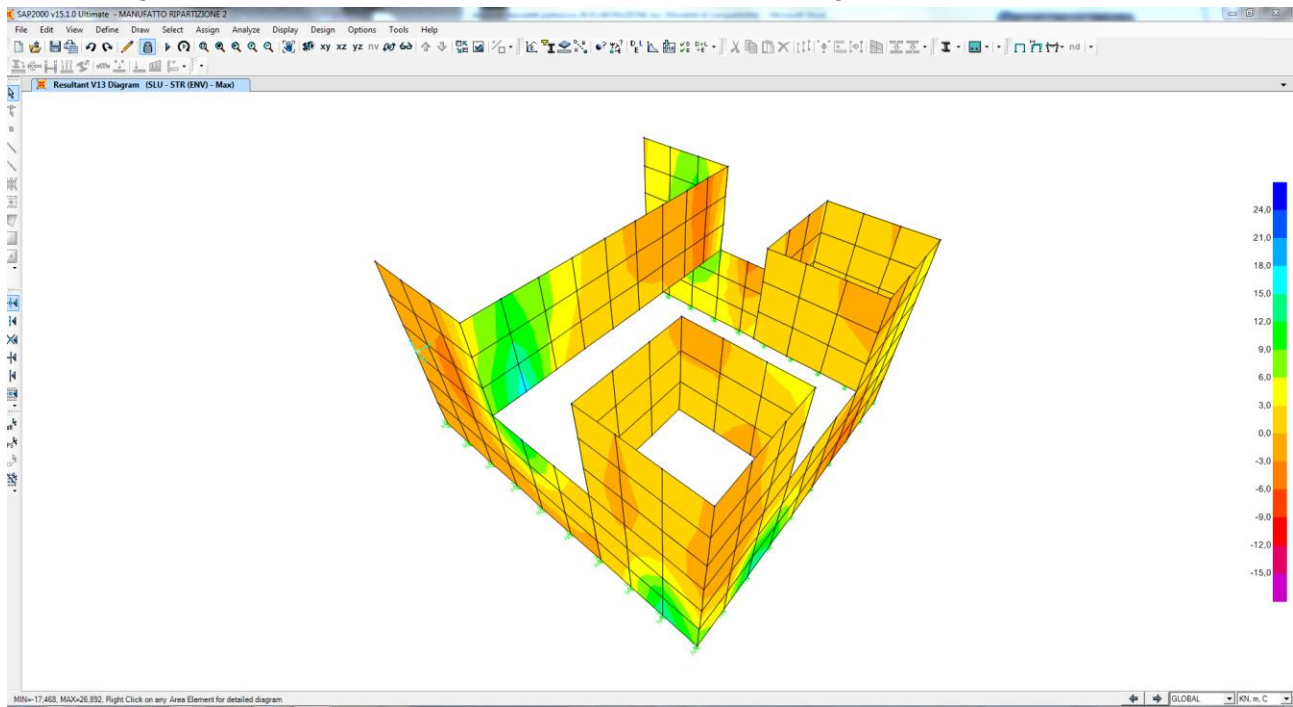 SAP2000 v15.1.0 Ultimate - MANUFATTO RIPARTIZIONE 2
File Edit View Define Draw Select Assign Analyze Display Design Options Tools Help
xy xz yz nv
nd
Resultant V13 Diagram (SLU - STR (ENV) - Max)
24,0
21,0
18,0
15,0
12,0
9,0
6,0
3,0
0,0
-3,0
-6,0
-9,0
-12,0
-15,0
MIN=-17,468, MAX=26,892, Right Click on any Area Element for detailed diagram
GLOBAL
KN, m, C